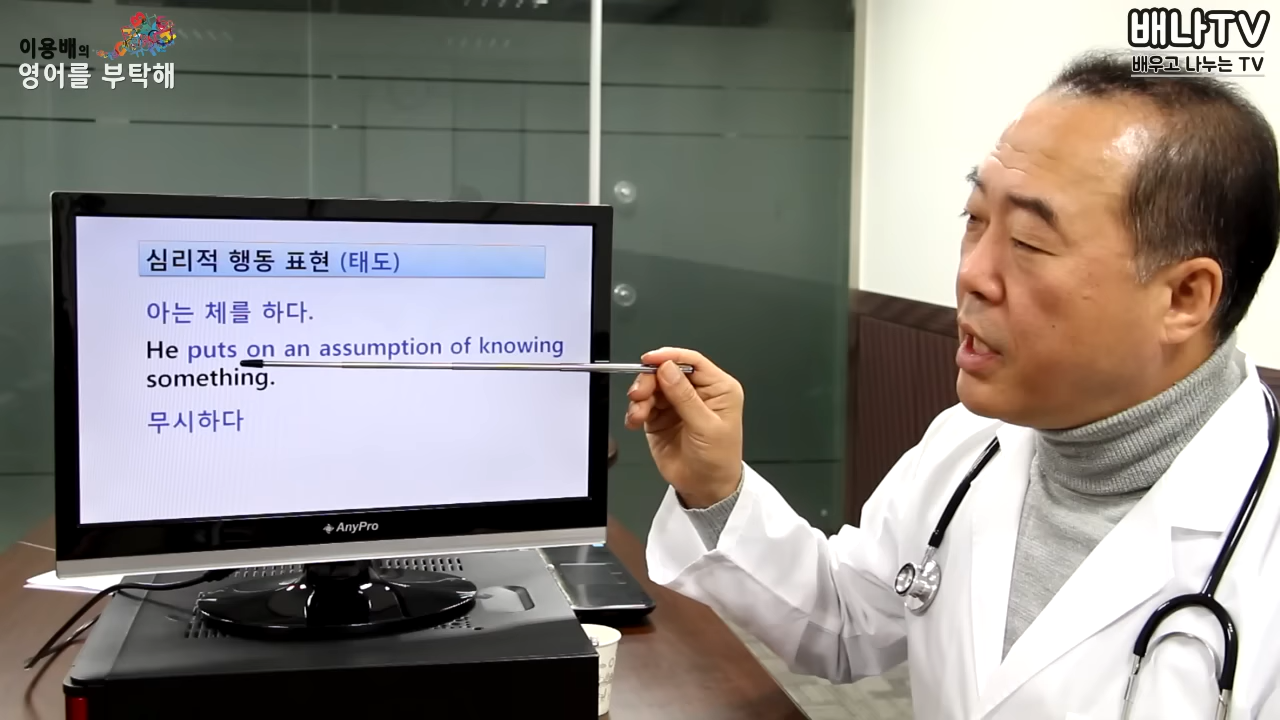 이용배의
영어를 부탁해
배나TV
배우고 나누는 TV
심리적 행동 표현 (태도)
아는 체를 하다.
He puts on an assumption of knowing
something.
무시하다
AnyPro